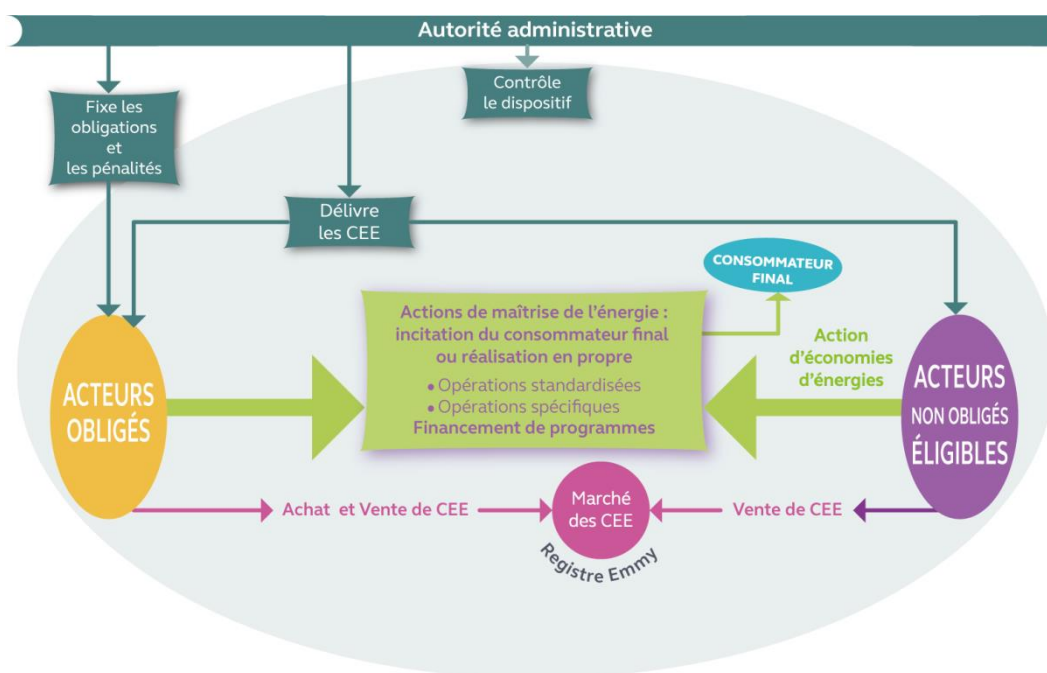 Autorité administrative
Fixe les
obligations
et
les pénalités
Contrôle
le dispositif
Délivre
les CEE
CONSOMMATEUR
FINAL
Actions de maîtrise de l'énergie :
incitation du consommateur final
ou réalisation en propre
• Opérations standardisées
• Opérations spécifiques
Financement de programmes
Action
d'économies
d'énergies
ACTEURS
OBLIGÉS
ACTEURS
NON OBLIGÉS
ÉLIGIBLES
Achat et Vente de CEE
Marché
des CEE
Vente de CEE
Registre Emmy